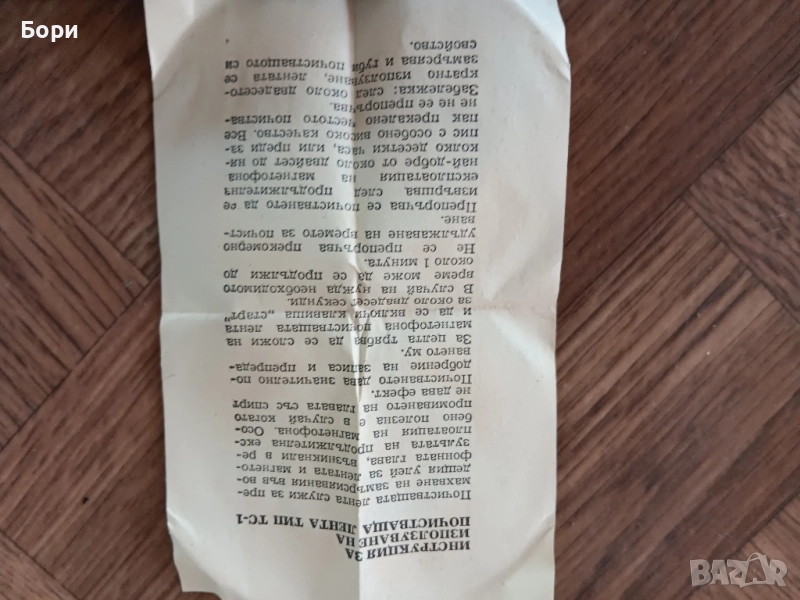 Бори
ИНСТРУКЦИЯ ЗА
ИЗПОЛЗУВАНЕ НА
ПОЧИСТВАЩА ЛЕНТА ТИП ТС-1
Почистващата лента служи за пре-
махване на замърсявания във во-
дещия улей за лентата и магнето-
фонната глава, възникнали в ре-
зултата на продължителна екс-
плоатация на магнетофона. Осо-
бено полезна е в случай когато
промиването на главата със спирт
не дава ефект.
Почистването дава значително по-
добрение на записа и препреда-
ването му.
За целта трябва да се сложи на
магнетофона почистващата лента
и да се включи клавиша „старт"
за около двадесет секунди.
В случай на нужда необходимото
време може да се продължи до
около 1 минута.
Не се препоръчва прекомерно
удължаване на времето за почист-
ване.
Препоръчва се почистването да се
извършва след продължителна
експлоатация на магнетофона
най-добре от около двайсет до ня-
колко десетки часа, или преди за-
пис с особено високо качество. Все
пак прекалено честото почиства-
не не ее препоръчва.
Забележка: след около двадесето-
кратно използуване, лентата се
замърсява и губи почистващото си
свойство.
BAZAR